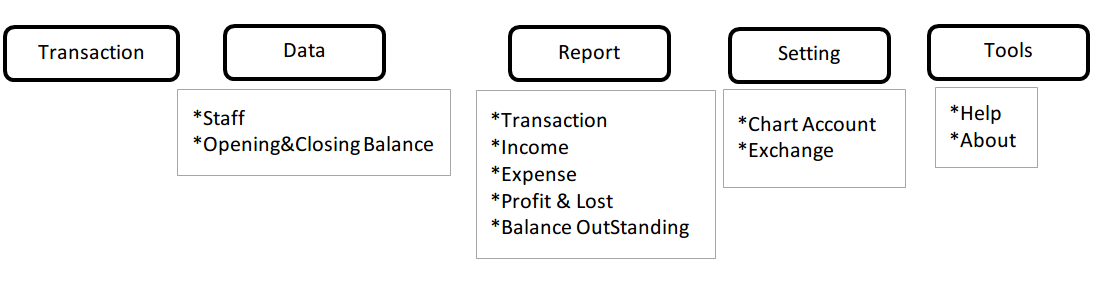 Transaction
Data
Report
Setting
Tools
*Staff
*Opening&Closing Balance
*Transaction
*Income
*Expense
*Profit & Lost
*Balance OutStanding
*Chart Account
*Exchange
*Help
*About